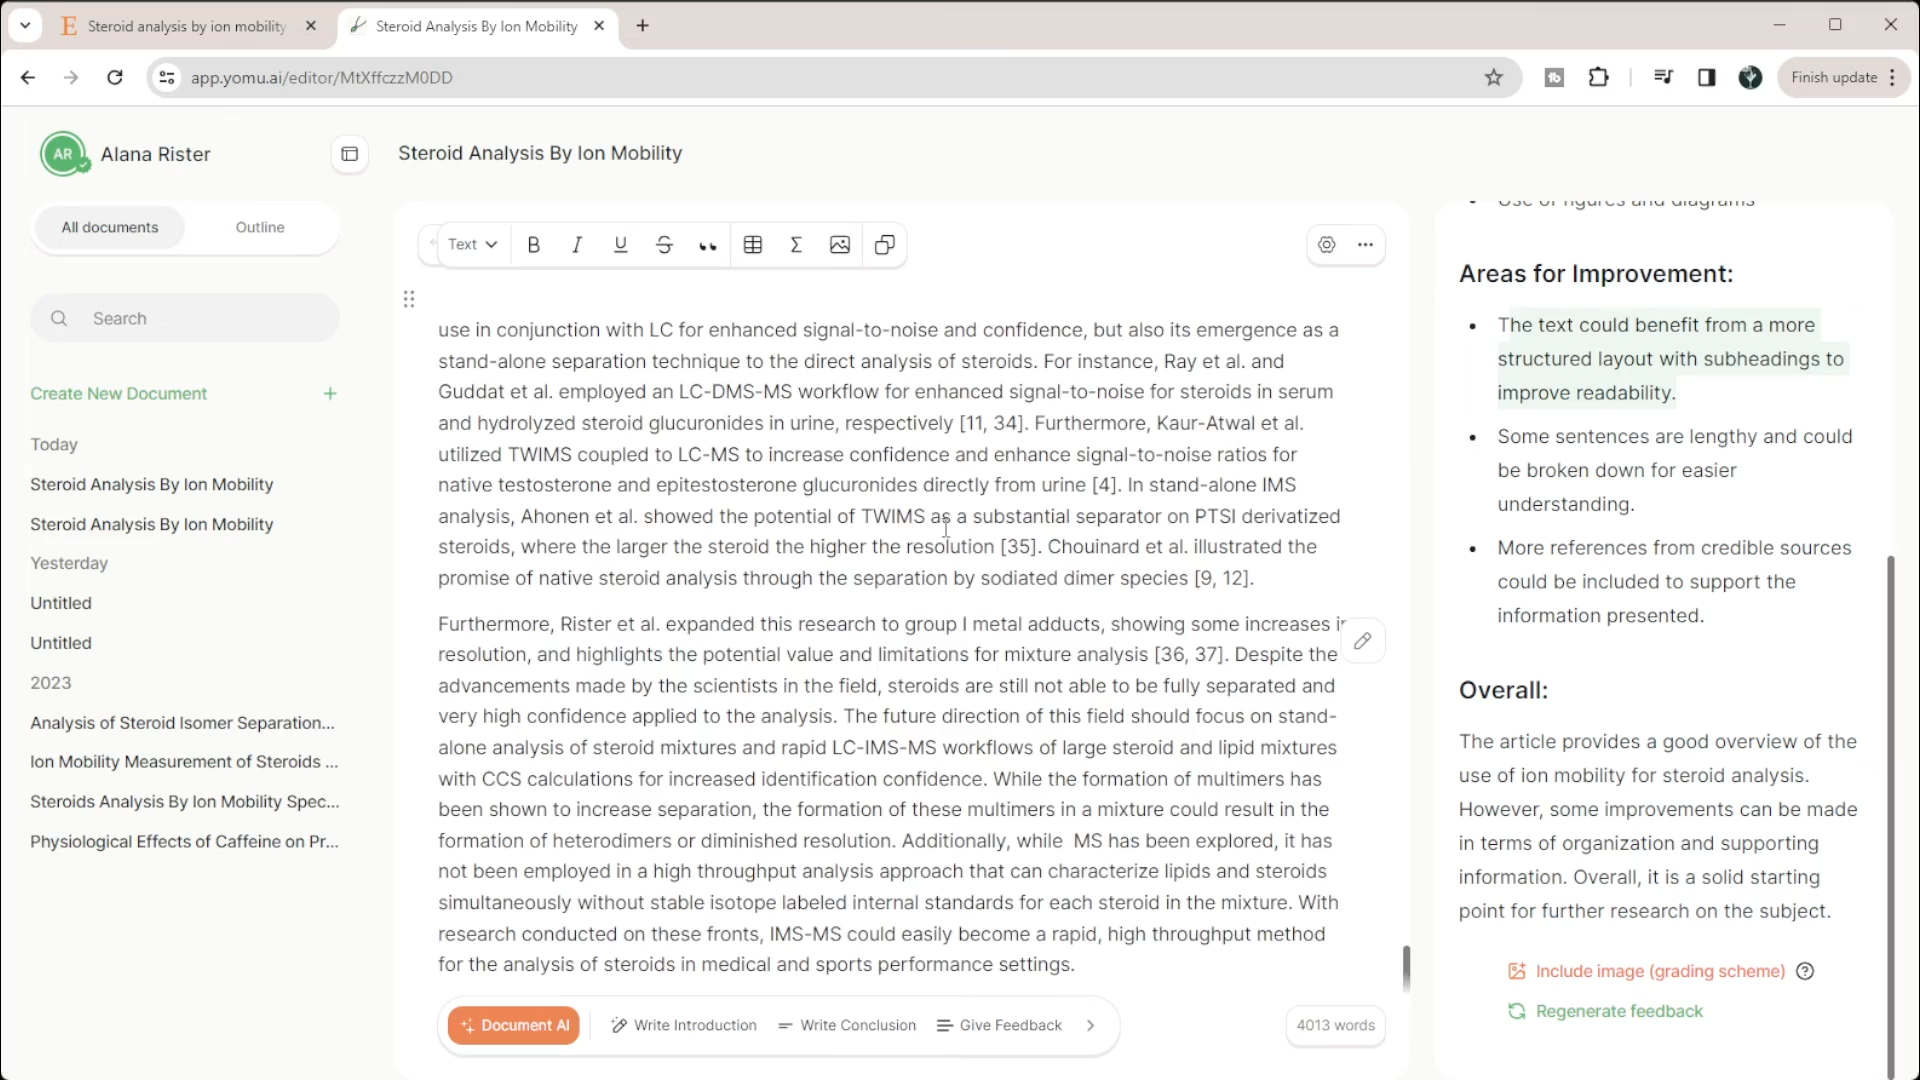 Steroid analysis by ion mobility
Steroid Analysis By Ion Mobility
app.yomu.ai/editor/MtXffczzM0DD
Finish update
AR
Alana Rister
Steroid Analysis By Ion Mobility
All documents
Outline
Search
Create New Document
Today
Steroid Analysis By Ion Mobility
Steroid Analysis By Ion Mobility
Yesterday
Untitled
Untitled
2023
Analysis of Steroid Isomer Separation...
Ion Mobility Measurement of Steroids ...
Steroids Analysis By Ion Mobility Spec...
Physiological Effects of Caffeine on Pr...
Text
use in conjunction with LC for enhanced signal-to-noise and confidence, but also its emergence as a
stand-alone separation technique to the direct analysis of steroids. For instance, Ray et al. and
Guddat et al. employed an LC-DMS-MS workflow for enhanced signal-to-noise for steroids in serum
and hydrolyzed steroid glucuronides in urine, respectively [11, 34]. Furthermore, Kaur-Atwal et al.
utilized TWIMS coupled to LC-MS to increase confidence and enhance signal-to-noise ratios for
native testosterone and epitestosterone glucuronides directly from urine [4]. In stand-alone IMS
analysis, Ahonen et al. showed the potential of TWIMS as a substantial separator on PTSI derivatized
steroids, where the larger the steroid the higher the resolution [35]. Chouinard et al. illustrated the
promise of native steroid analysis through the separation by sodiated dimer species [9, 12].
Furthermore, Rister et al. expanded this research to group I metal adducts, showing some increases in
resolution, and highlights the potential value and limitations for mixture analysis [36, 37]. Despite the
advancements made by the scientists in the field, steroids are still not able to be fully separated and
very high confidence applied to the analysis. The future direction of this field should focus on stand-
alone analysis of steroid mixtures and rapid LC-IMS-MS workflows of large steroid and lipid mixtures
with CCS calculations for increased identification confidence. While the formation of multimers has
been shown to increase separation, the formation of these multimers in a mixture could result in the
formation of heterodimers or diminished resolution. Additionally, while  MS has been explored, it has
not been employed in a high throughput analysis approach that can characterize lipids and steroids
simultaneously without stable isotope labeled internal standards for each steroid in the mixture. With
research conducted on these fronts, IMS-MS could easily become a rapid, high throughput method
for the analysis of steroids in medical and sports performance settings.
Document AI
Write Introduction
Write Conclusion
Give Feedback
4013 words
Use of figures and diagrams
Areas for Improvement:
The text could benefit from a more
structured layout with subheadings to
improve readability.
Some sentences are lengthy and could
be broken down for easier
understanding.
More references from credible sources
could be included to support the
information presented.
Overall:
The article provides a good overview of the
use of ion mobility for steroid analysis.
However, some improvements can be made
in terms of organization and supporting
information. Overall, it is a solid starting
point for further research on the subject.
Include image (grading scheme)
Regenerate feedback